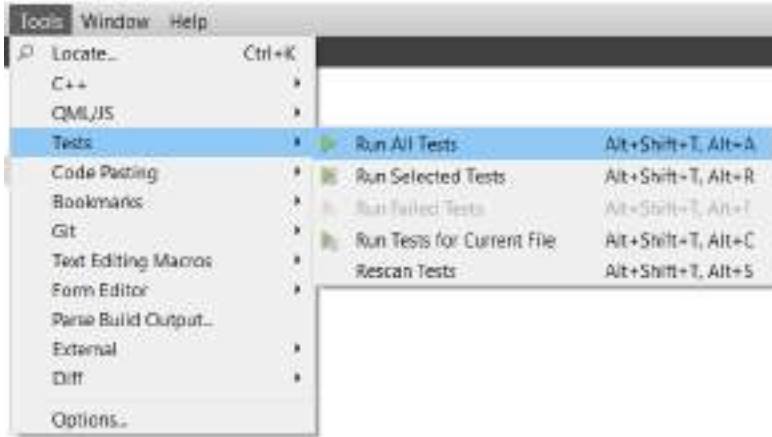 Tools Window Help
Locate... Ctrl+K
C++
QML/JS
Tests
Code Pasting
Bookmarks
Git
Text Editing Macros
Form Editor
Parse Build Output...
External
Diff
Options...
Run All Tests Alt+Shift+T, Alt+A
Run Selected Tests Alt+Shift+T, Alt+R
Run Failed Tests Alt+Shift+T, Alt+F
Run Tests for Current File Alt+Shift+T, Alt+C
Rescan Tests Alt+Shift+T, Alt+S